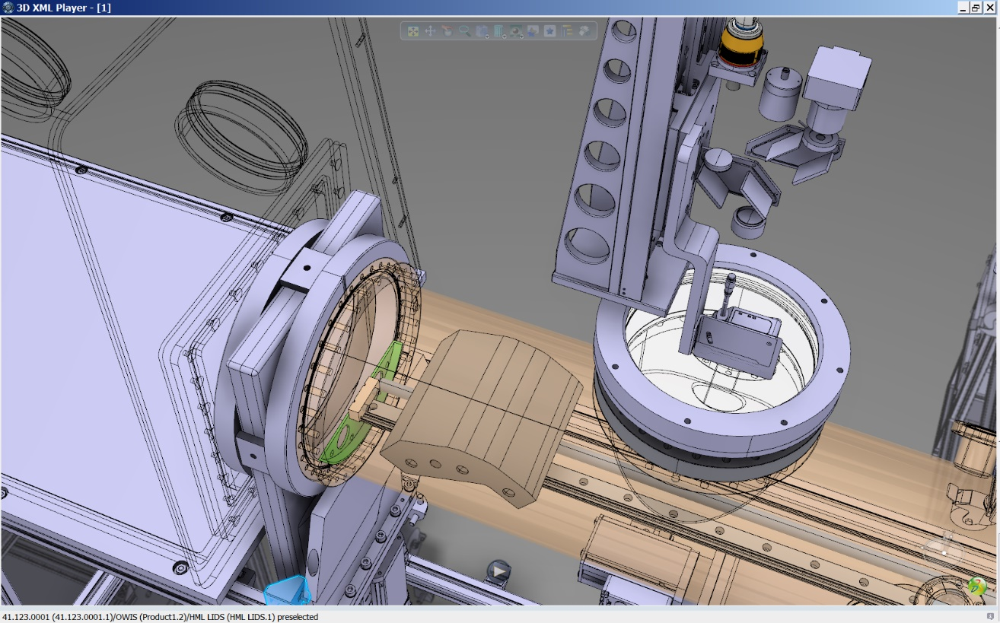 3D XML Player - [1]
41.123.0001 (41.123.0001.1)/OWIS (Product1.2)/HML LIDS (HML LIDS.1) preselected